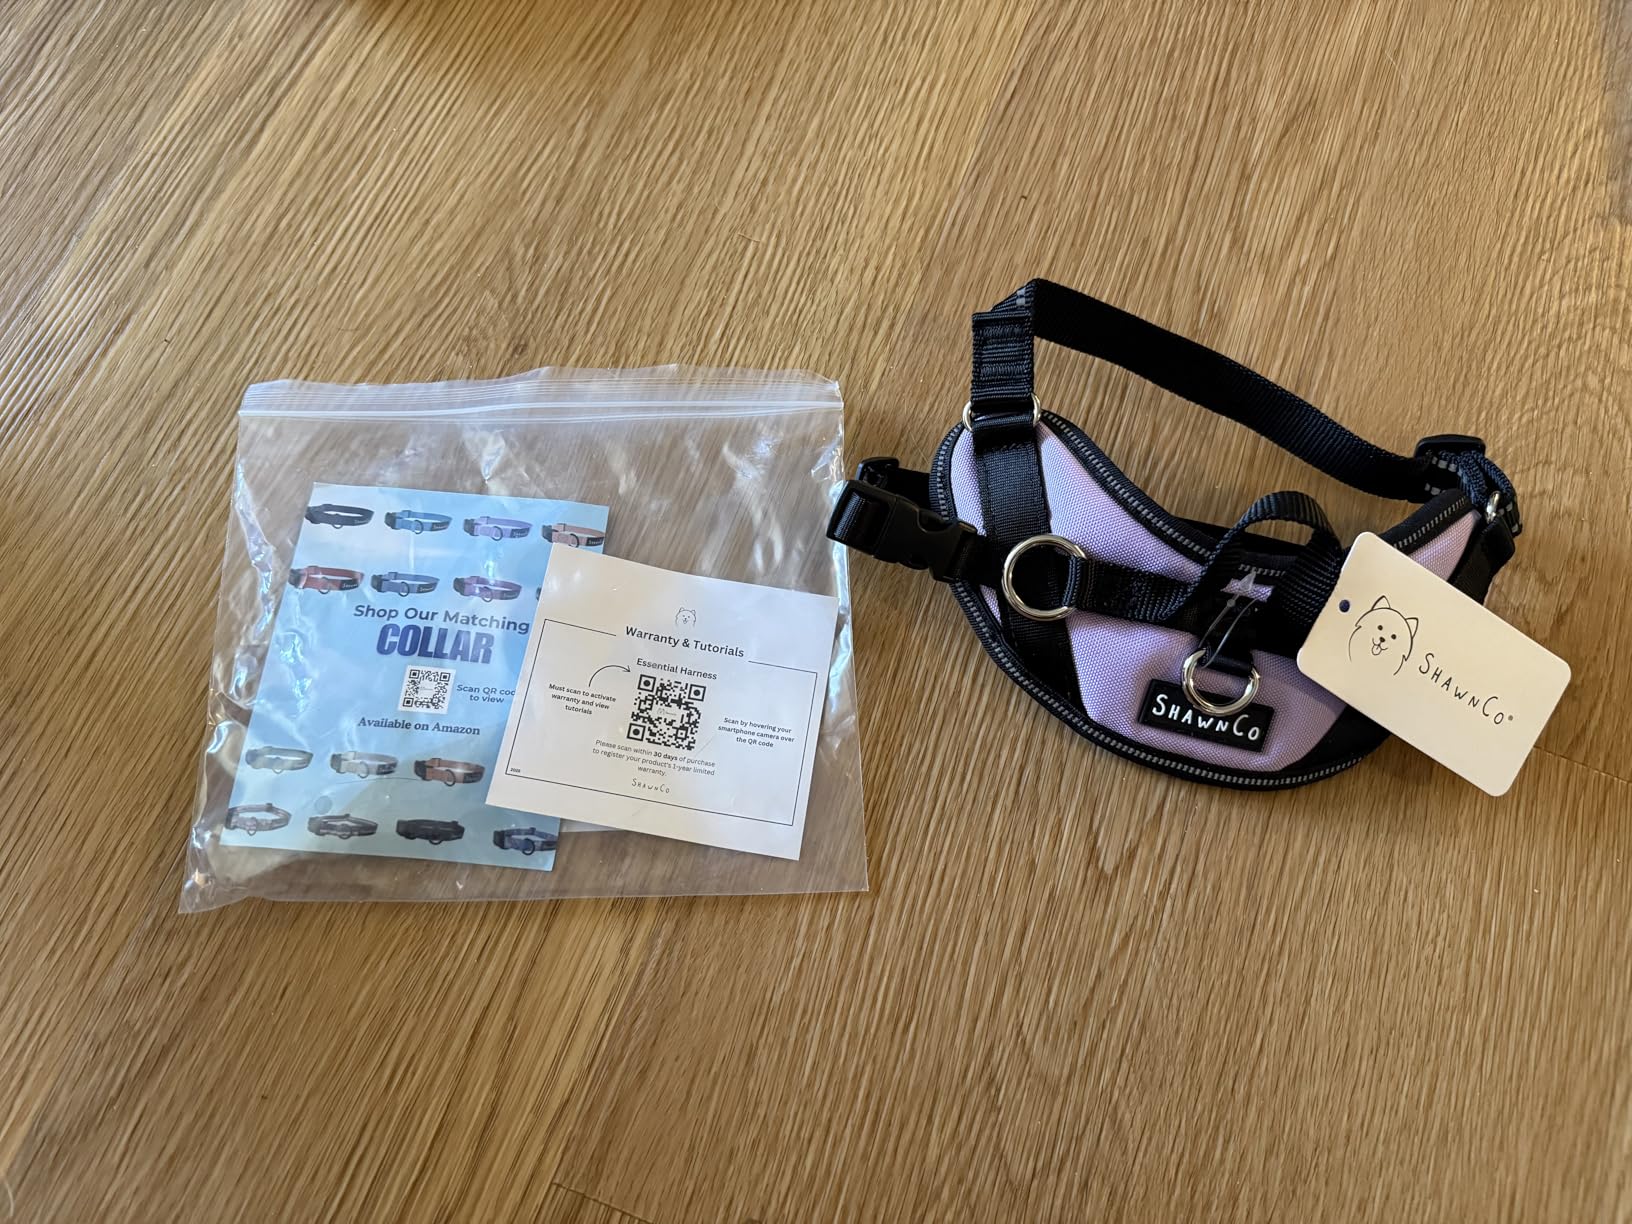 Shop Our Matching
COLLAR
Scan QR
to view
Available on Amazon
Warranty & Tutorials
Essential Harness
Must scan to activate
warranty and view
tutorials
Scan by hovering your
smartphone camera over
the QR code
Please scan within 30 days of purchase
to register your product's 1-year limited
warranty.
SHAWNCO
2025
SHAWNCO
SHAWNCO®